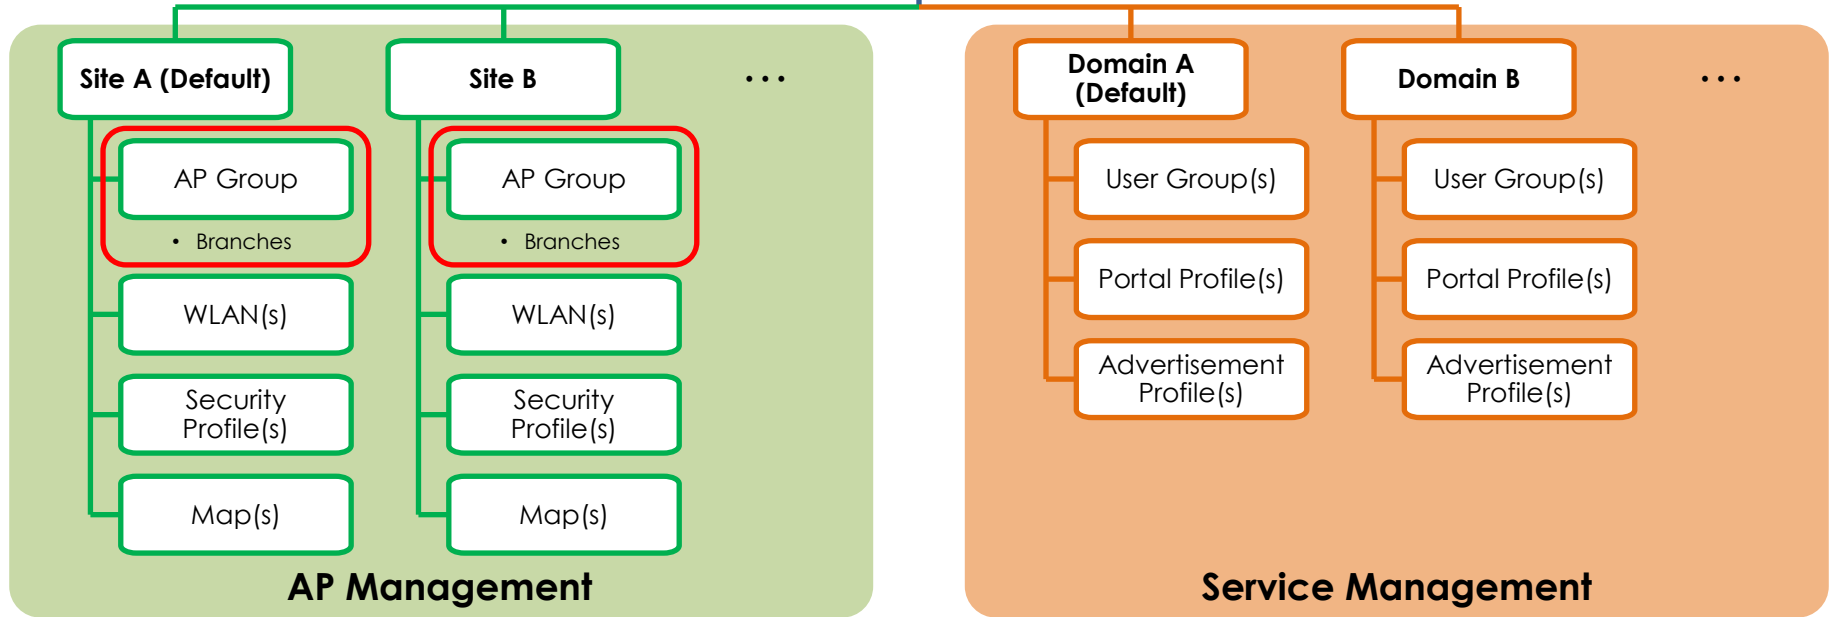 Site A (Default)
AP Group
• Branches
WLAN(s)
Security
Profile(s)
Map(s)
Site B
AP Group
• Branches
WLAN(s)
Security
Profile(s)
Map(s)
...
AP Management
Domain A
(Default)
User Group(s)
Portal Profile(s)
Advertisement
Profile(s)
Domain B
User Group(s)
Portal Profile(s)
Advertisement
Profile(s)
...
Service Management